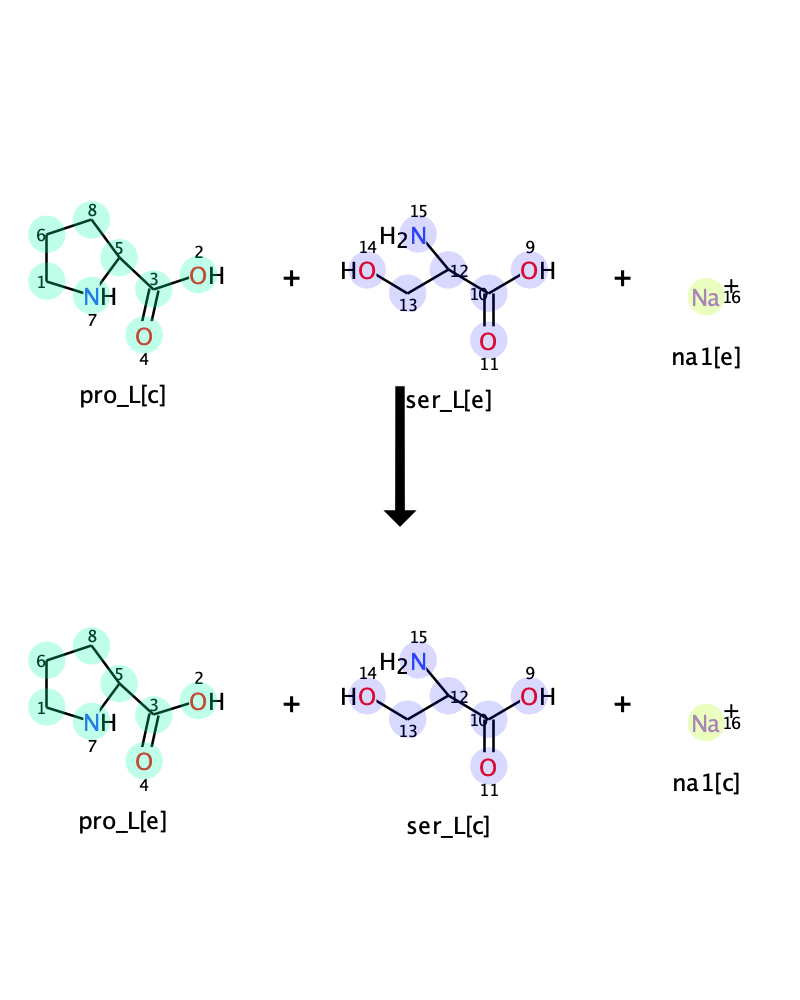 8
6
5
2
1
3
NH
OH
7
O
4
pro_L[c]
+
15
H2N
14
HO
12
9
OH
10
13
O
11
ser_L[e]
+
Na+
16
na1[e]
8
6
5
2
1
3
NH
OH
7
O
4
pro_L[e]
+
15
H2N
14
HO
12
9
OH
10
13
O
11
ser_L[c]
+
Na+
16
na1[c]